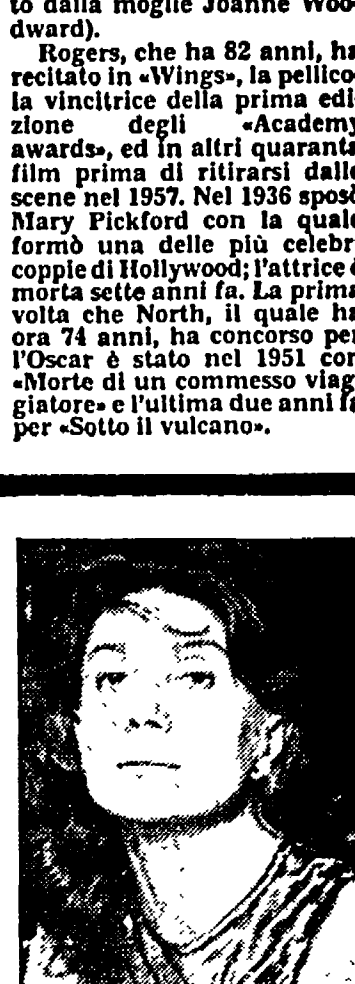 to dalla moglie Joanne Woo-
dward).
Rogers, che ha 82 anni, ha
recitato in «Wings», la pellico-
la vincitrice della prima edi-
zione degli «Academy
awards», ed in altri quaranta
film prima di ritirarsi dalle
scene nel 1957. Nel 1936 sposò
Mary Pickford con la quale
formò una delle più celebri
coppie di Hollywood; l'attrice è
morta sette anni fa. La prima
volta che North, il quale ha
ora 74 anni, ha concorso per
l'Oscar è stato nel 1951 con
«Morte di un commesso viag-
giatore» e l'ultima due anni fa
per «Sotto il vulcano».